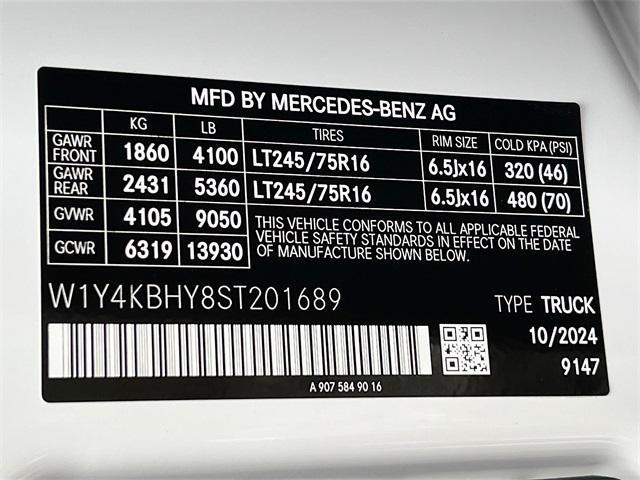 MFD BY MERCEDES-BENZ AG
KG LB TIRES RIM SIZE COLD KPA (PSI)
GAWR FRONT 1860 4100 LT245/75R16 6.5Jx16 320 (46)
GAWR REAR 2431 5360 LT245/75R16 6.5Jx16 480 (70)
GVWR 4105 9050
GCWR 6319 13930
THIS VEHICLE CONFORMS TO ALL APPLICABLE FEDERAL
VEHICLE SAFETY STANDARDS IN EFFECT ON THE DATE
OF MANUFACTURE SHOWN ABOVE.
W1Y4KBHY8ST201689
TYPE TRUCK
10/2024
9147
A 907 584 90 16